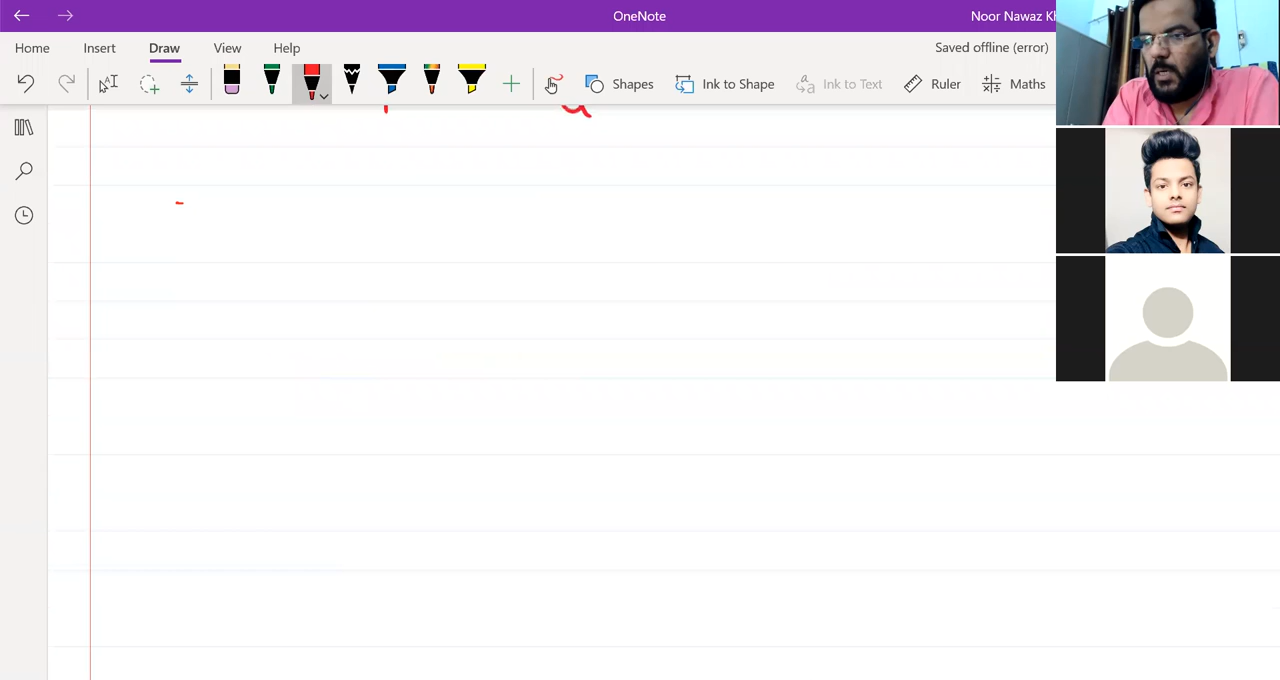 OneNote
Noor Nawaz Kh
Home Insert Draw View Help
Saved offline (error)
Shapes Ink to Shape Ink to Text Ruler Maths